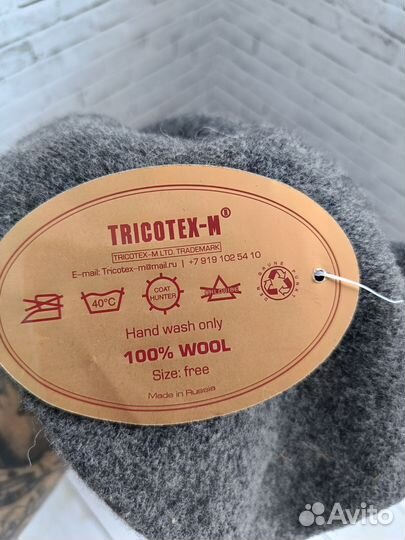 TRICOTEX-M®
TRICOTEX-M LTD. TRADEMARK
E-mail: Tricotex-m@mail.ru | +7 919 102 54 10
40°C
COAT
HUNTER
Hand wash only
100% WOOL
Size: free
Made in Russia
Avito